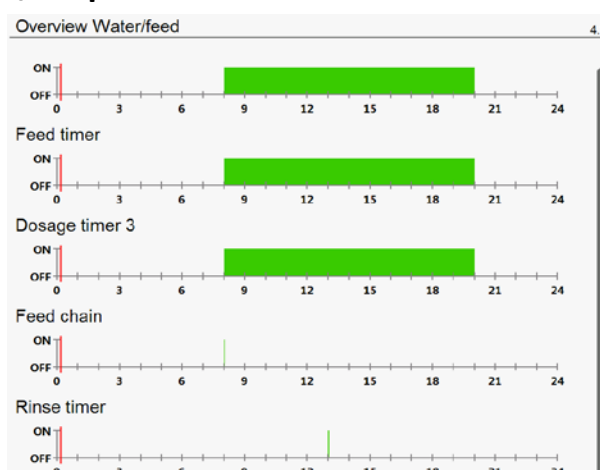 Overview Water/feed
4.
ON
OFF
0 3 6 9 12 15 18 21 24
Feed timer
ON
OFF
0 3 6 9 12 15 18 21 24
Dosage timer 3
ON
OFF
0 3 6 9 12 15 18 21 24
Feed chain
ON
OFF
0 3 6 9 12 15 18 21 24
Rinse timer
ON
OFF